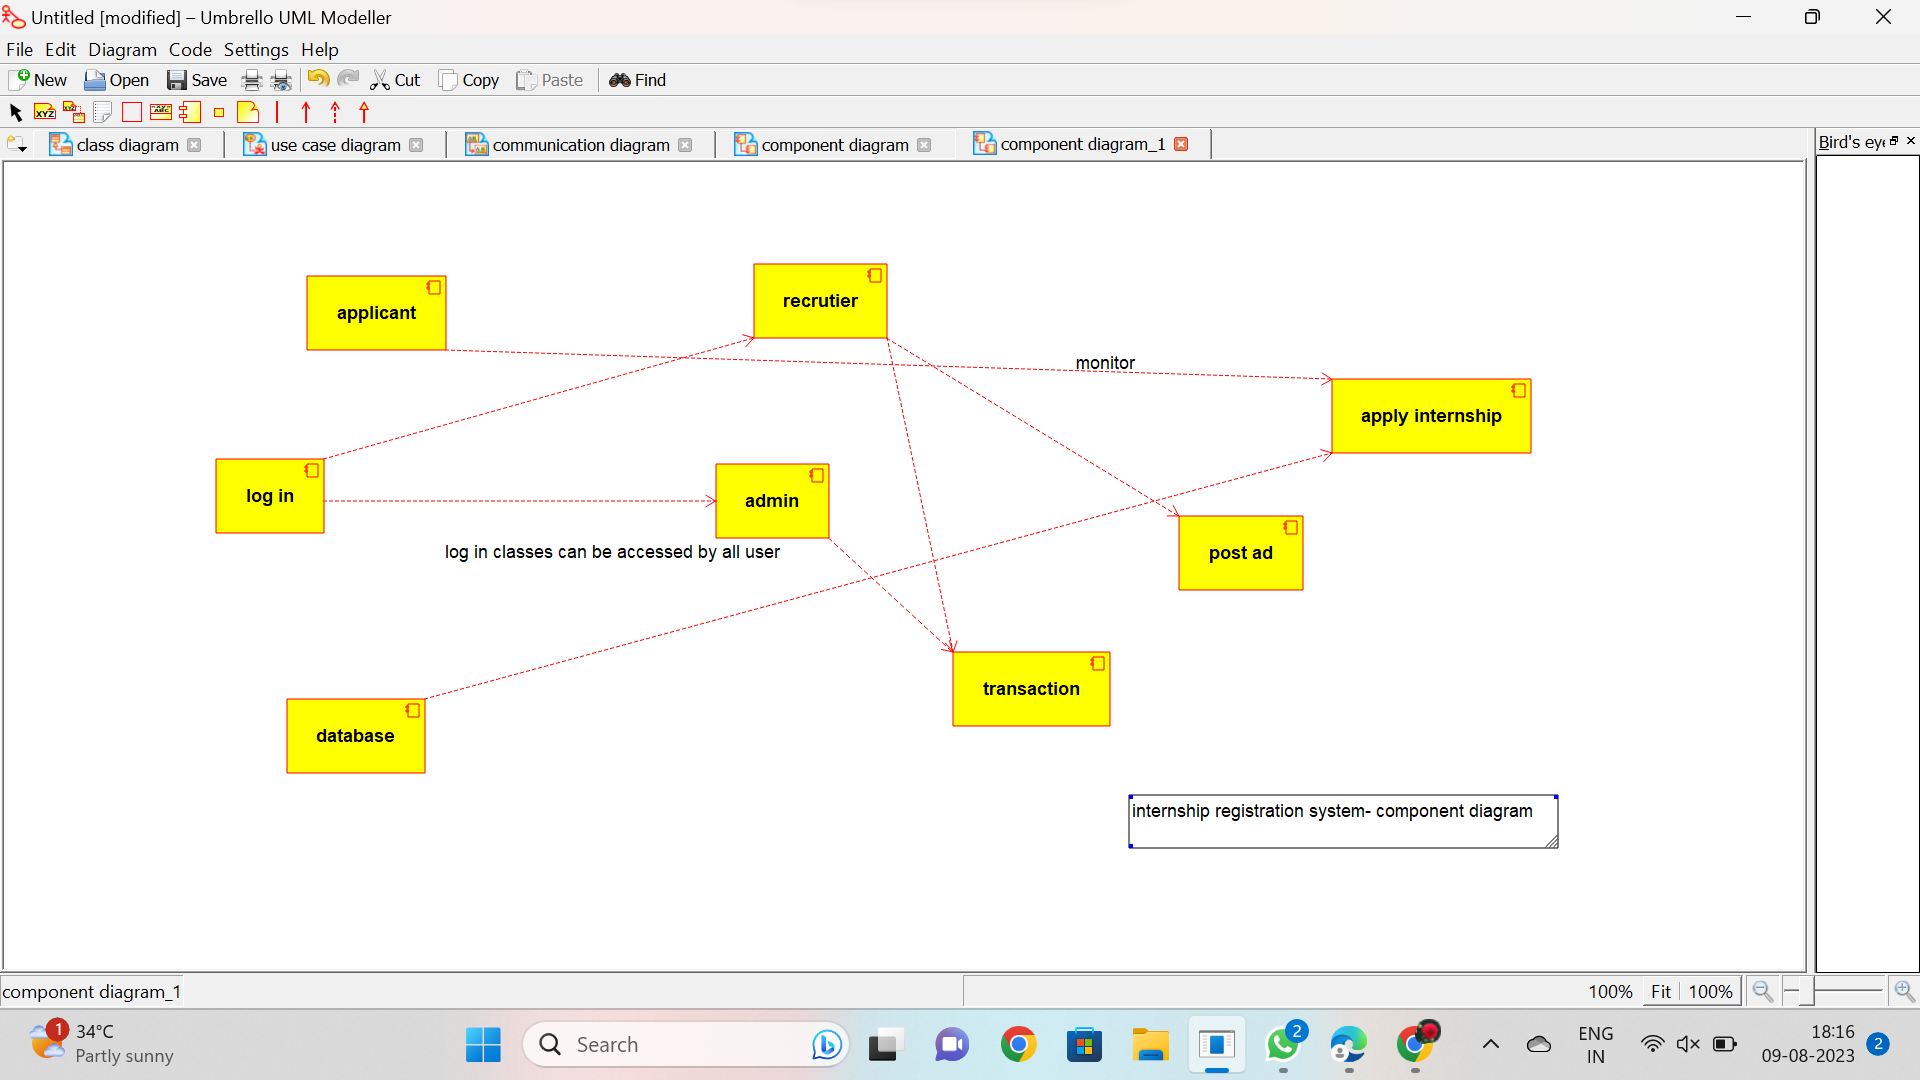 Untitled [modified] – Umbrello UML Modeller
File Edit Diagram Code Settings Help
New Open Save Cut Copy Paste Find
XYZ XYZ XYZ ABC
class diagram use case diagram communication diagram component diagram component diagram_1 Bird's eye
applicant
recrutier
monitor
apply internship
log in
admin
log in classes can be accessed by all user
post ad
transaction
database
internship registration system- component diagram
component diagram_1 100% Fit 100%
1 34°C
Partly sunny
Search
2
ENG
IN
18:16
09-08-2023
2